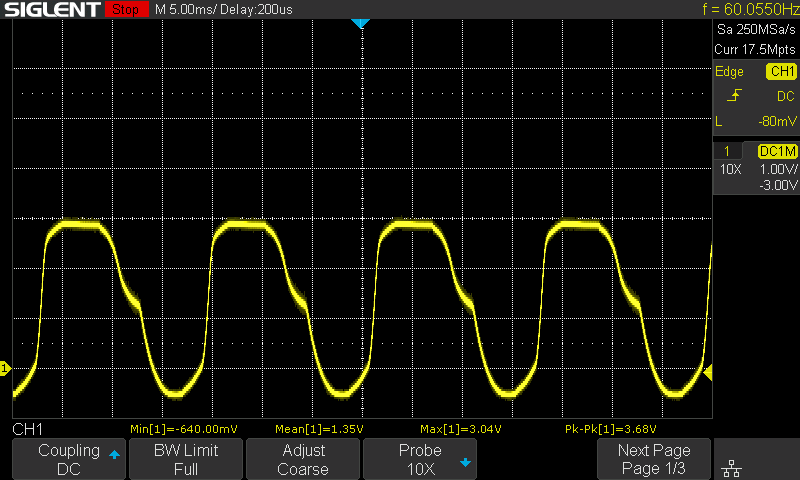 SIGLENT Stop M 5.00ms/ Delay:200us f = 60.0550Hz
Sa 250MSa/s
Curr 17.5Mpts
Edge CH1
DC
L -80mV
1 DC1M
10X 1.00V/
-3.00V
1
CH1 Min[1]=-640.00mV Mean[1]=1.35V Max[1]=3.04V Pk-Pk[1]=3.68V
Coupling BW Limit Adjust Probe Next Page
DC Full Coarse 10X Page 1/3